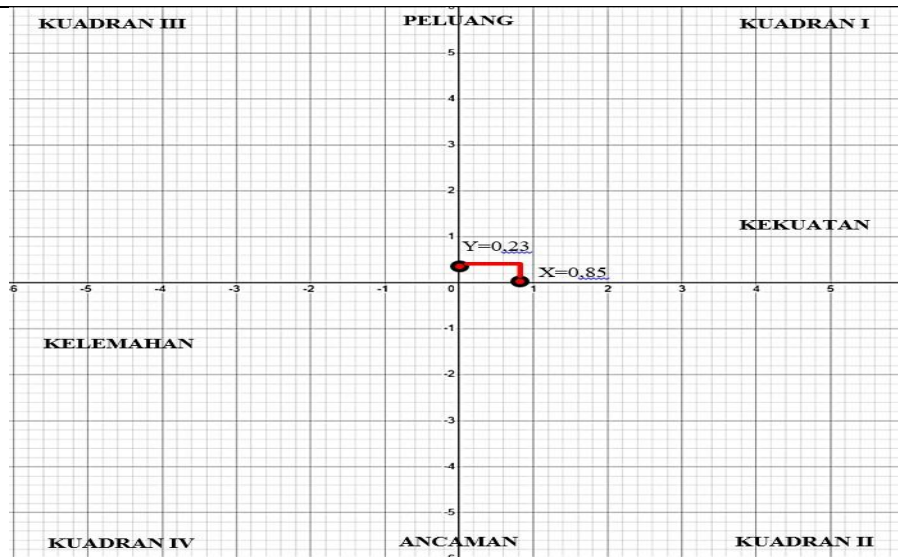 KUADRAN III PELUANG KUADRAN I
5
4
3
2
1
KEKUATAN
Y=0,23
X=0,85
-6 -5 -4 -3 -2 -1 0 1 2 3 4 5
-1
KELEMAHAN
-2
-3
-4
-5
KUADRAN IV ANCAMAN KUADRAN II